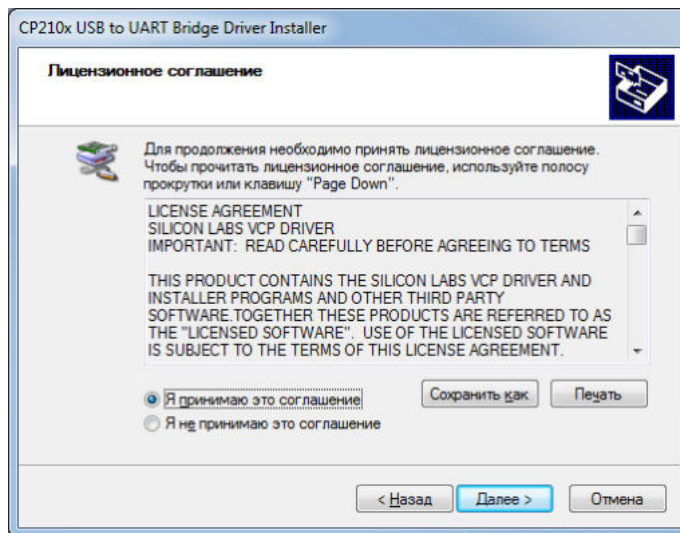 CP210x USB to UART Bridge Driver Installer
Лицензионное соглашение
Для продолжения необходимо принять лицензионное соглашение.
Чтобы прочитать лицензионное соглашение, используйте полосу
прокрутки или клавишу "Page Down".
LICENSE AGREEMENT
SILICON LABS VCP DRIVER
IMPORTANT: READ CAREFULLY BEFORE AGREEING TO TERMS
THIS PRODUCT CONTAINS THE SILICON LABS VCP DRIVER AND
INSTALLER PROGRAMS AND OTHER THIRD PARTY
SOFTWARE.TOGETHER THESE PRODUCTS ARE REFERRED TO AS
THE "LICENSED SOFTWARE". USE OF THE LICENSED SOFTWARE
IS SUBJECT TO THE TERMS OF THIS LICENSE AGREEMENT.
Я принимаю это соглашение
Сохранить как
Печать
Я не принимаю это соглашение
< Назад
Далее >
Отмена